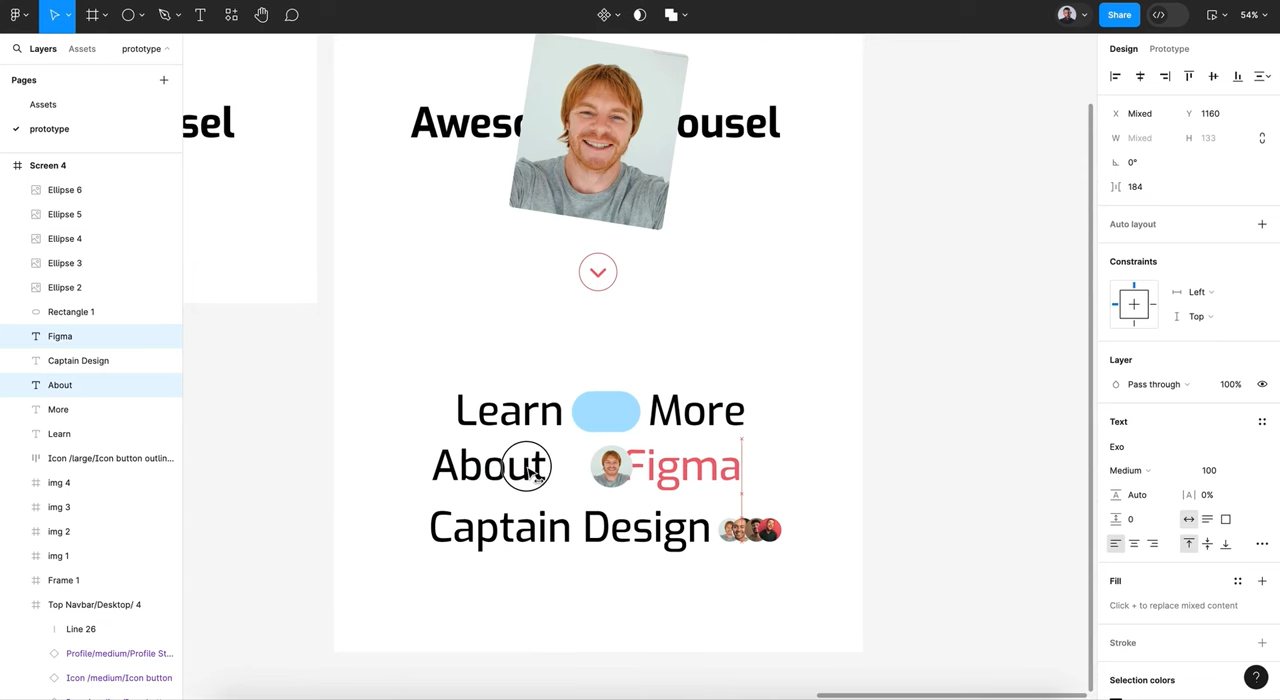 Share
54%
Layers
Assets
prototype
Design
Prototype
Pages
Assets
prototype
Screen 4
Ellipse 6
Ellipse 5
Ellipse 4
Ellipse 3
Ellipse 2
Rectangle 1
Figma
Captain Design
About
More
Learn
Icon /large/Icon button outlin...
img 4
img 3
img 2
img 1
Frame 1
Top Navbar/Desktop/ 4
Line 26
Profile/medium/Profile St...
Icon /medium/Icon button
sel
Aweso
ousel
Learn More
About Figma
Captain Design
X Mixed Y 1160
W Mixed H 133
0°
184
Auto layout
Constraints
Left
Top
Layer
Pass through 100%
Text
Exo
Medium 100
A Auto |A| 0%
0
Fill
Click + to replace mixed content
Stroke
Selection colors
?